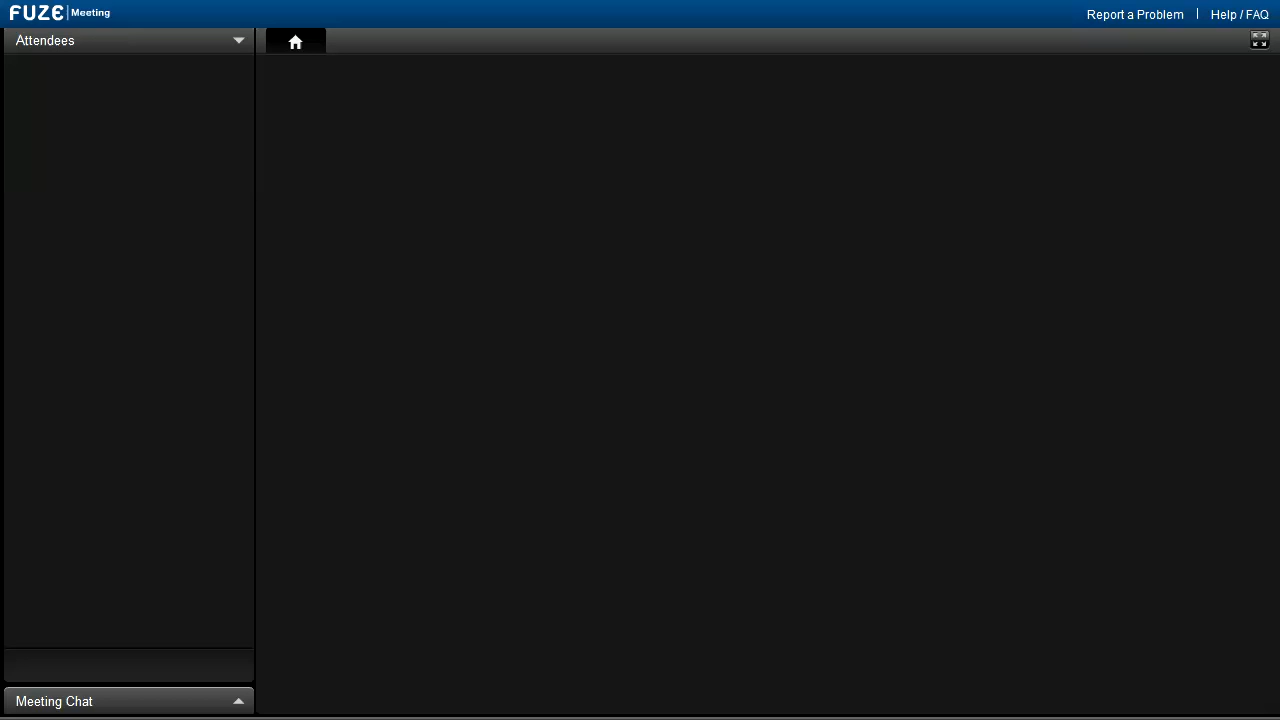 FUZE | Meeting
Report a Problem | Help / FAQ
Attendees
Meeting Chat